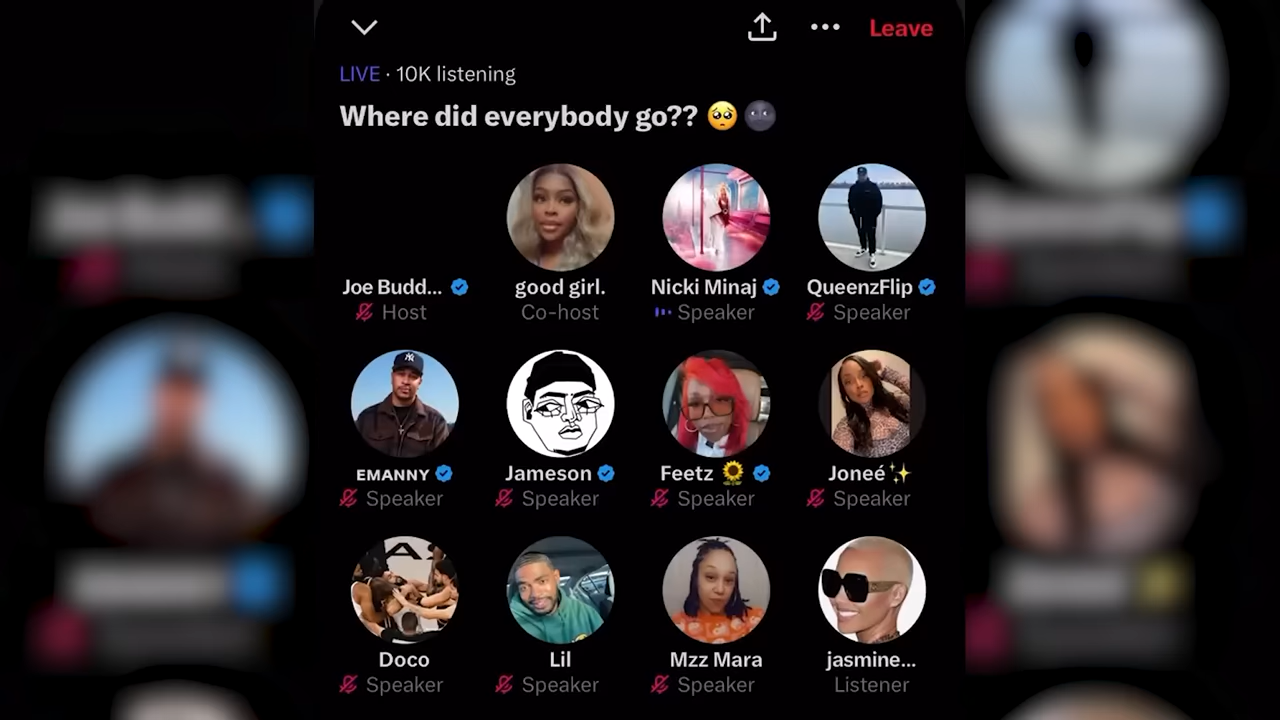 Leave
LIVE · 10K listening
Where did everybody go?? 🥺🌚
Joe Budd... good girl. Nicki Minaj QueenzFlip
Host Co-host Speaker Speaker
ᴇᴍᴀɴɴʏ Jameson Feetz 🌻 Joneé✨
Speaker Speaker Speaker Speaker
Doco Lil Mzz Mara jasmine...
Speaker Speaker Speaker Listener